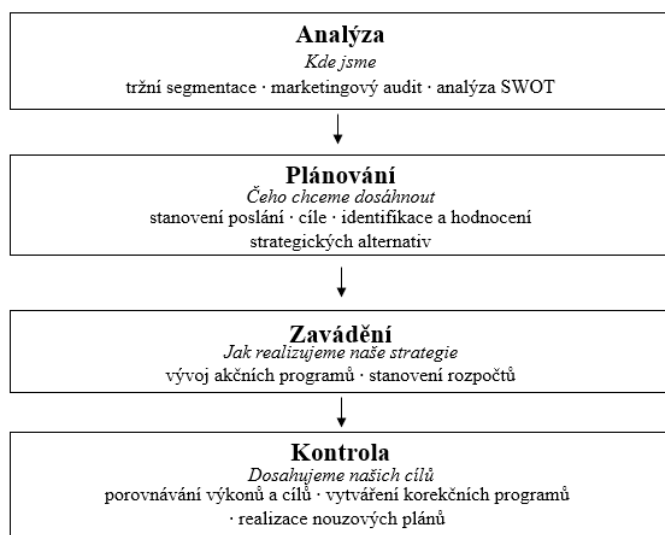 Analýza
Kde jsme
tržní segmentace · marketingový audit · analýza SWOT
Plánování
Čeho chceme dosáhnout
stanovení poslání · cíle · identifikace a hodnocení
strategických alternativ
Zavádění
Jak realizujeme naše strategie
vývoj akčních programů · stanovení rozpočtů
Kontrola
Dosahujeme našich cílů
porovnávání výkonů a cílů · vytváření korekčních programů
· realizace nouzových plánů